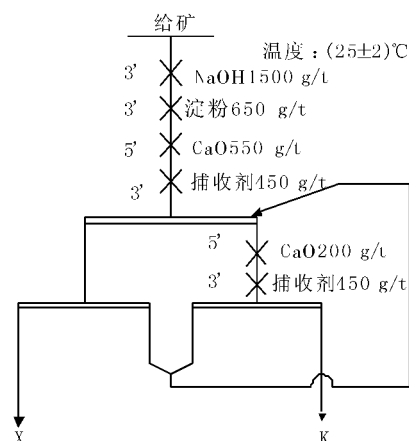 给矿
温度：(25±2)℃
3' NaOH1500 g/t
3' 淀粉650 g/t
5' CaO550 g/t
3' 捕收剂450 g/t
5' CaO200 g/t
3' 捕收剂450 g/t
X K